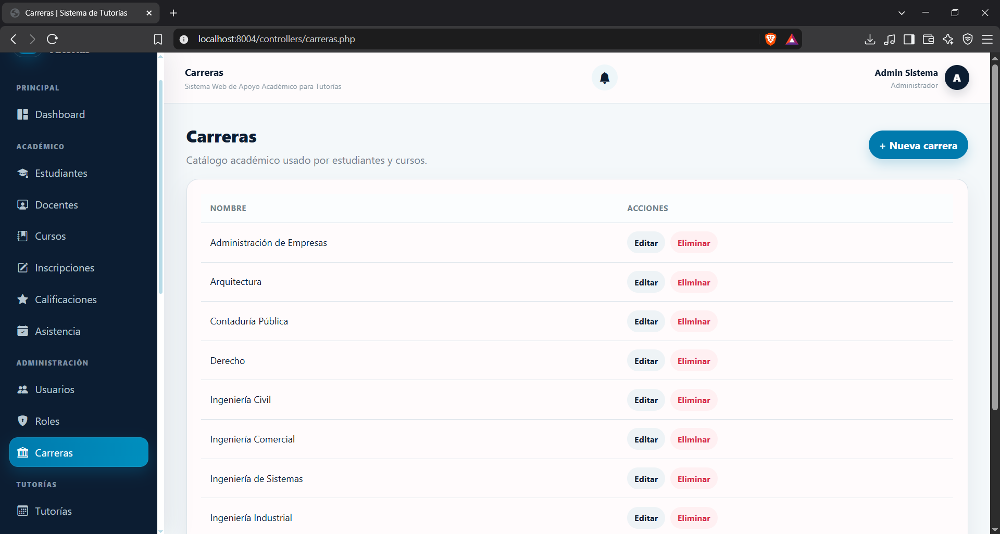 Carreras | Sistema de Tutorías
localhost:8004/controllers/carreras.php
PRINCIPAL
Dashboard
ACADÉMICO
Estudiantes
Docentes
Cursos
Inscripciones
Calificaciones
Asistencia
ADMINISTRACIÓN
Usuarios
Roles
Carreras
TUTORÍAS
Tutorías
Carreras
Sistema Web de Apoyo Académico para Tutorías
Admin Sistema
Administrador
A
Carreras
Catálogo académico usado por estudiantes y cursos.
+ Nueva carrera
NOMBRE ACCIONES
Administración de Empresas Editar Eliminar
Arquitectura Editar Eliminar
Contaduría Pública Editar Eliminar
Derecho Editar Eliminar
Ingeniería Civil Editar Eliminar
Ingeniería Comercial Editar Eliminar
Ingeniería de Sistemas Editar Eliminar
Ingeniería Industrial Editar Eliminar